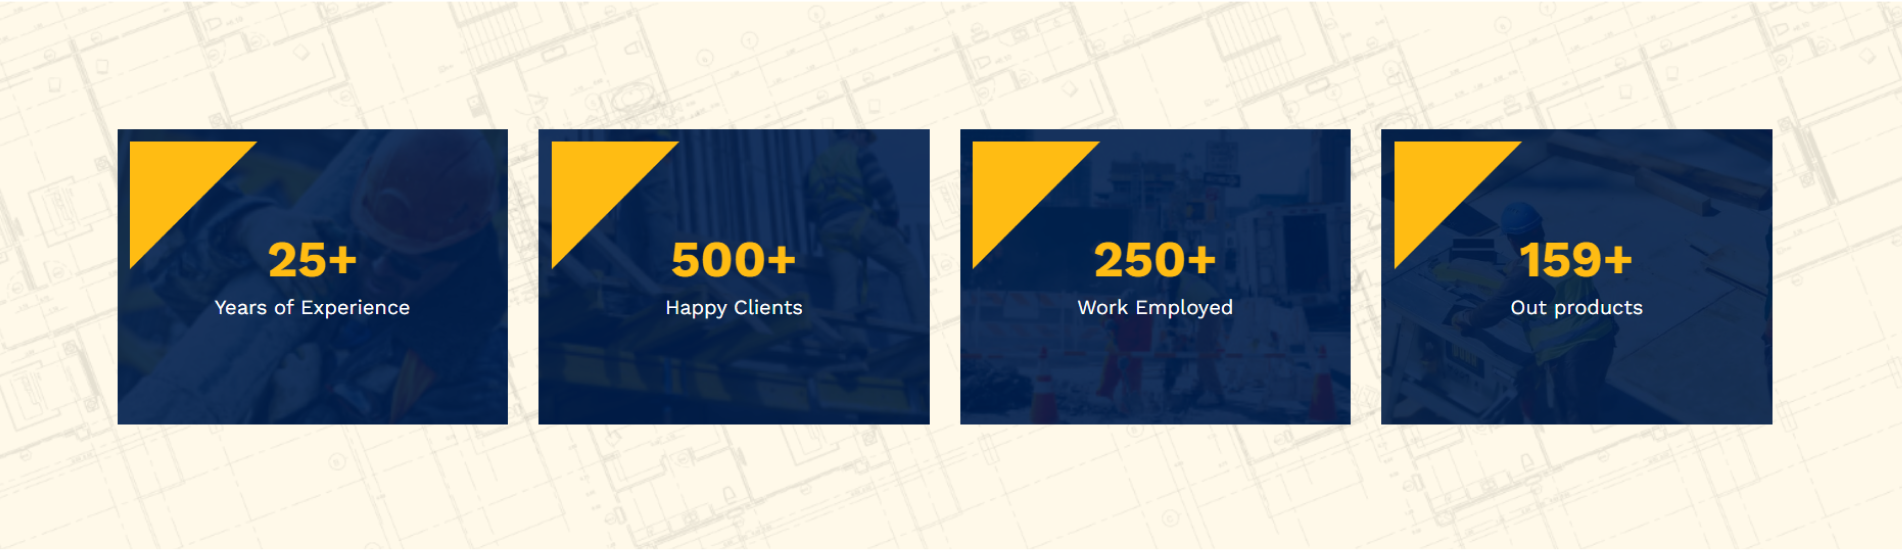 25+
Years of Experience
500+
Happy Clients
250+
Work Employed
159+
Out products